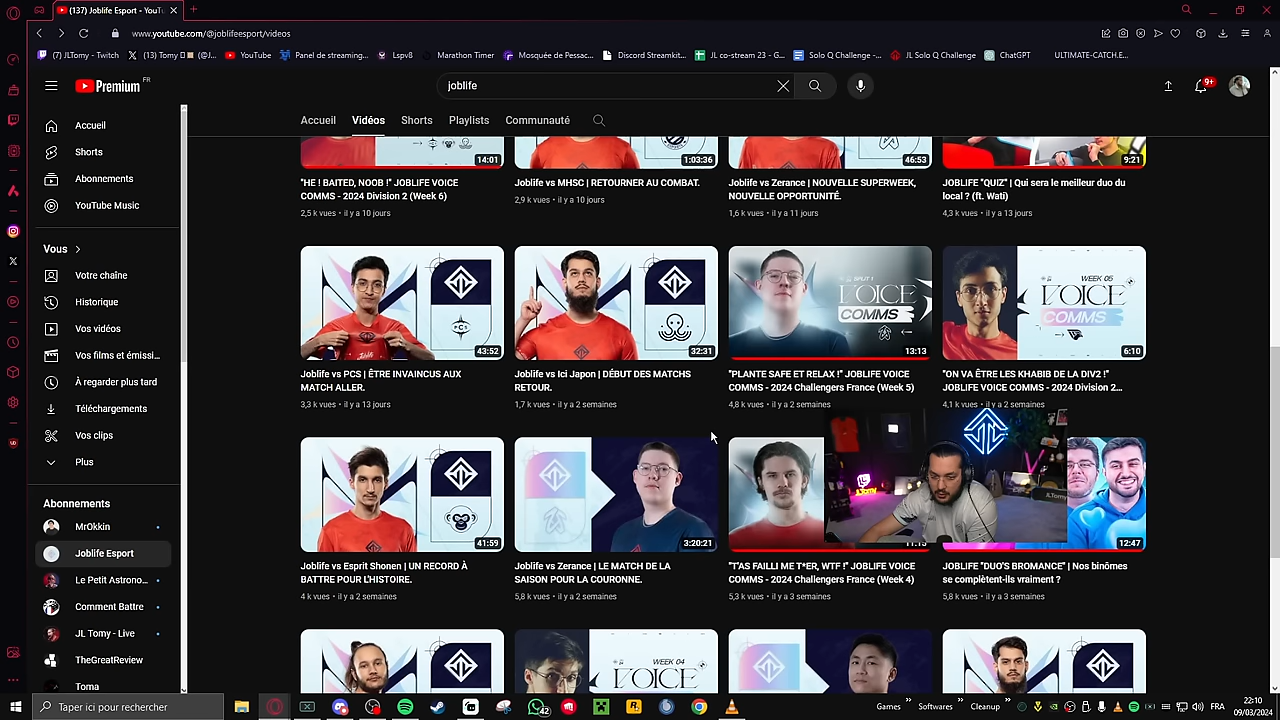 (137) Joblife Esport - YouTu
www.youtube.com/@joblifeesport/videos
(7) JLTomy - Twitch
(193) Tomy 🅾 (@J...
YouTube
Panel de streaming...
Lspvß
Marathon Timer
Mosquée de Pessac...
Discord Streamkit...
JL co-stream 23 - G...
Solo Q Challenge -...
JL Solo Q Challenge
ChatGPT
ULTIMATE-CATCH.E...
Premium FR
joblife
9+
Accueil Vidéos Shorts Playlists Communauté
Accueil
Shorts
Abonnements
YouTube Music
Vous
Votre chaîne
Historique
Vos vidéos
Vos films et émissi...
À regarder plus tard
Téléchargements
Vos clips
Plus
Abonnements
MrOkkin
Joblife Esport
Le Petit Astrono...
Comment Battre
JL Tomy - Live
TheGreatReview
Toma
14:01
"HE ! BAITED, NOOB !" JOBLIFE VOICE
COMMS - 2024 Division 2 (Week 6)
2,5 k vues • il y a 10 jours
1:03:36
Joblife vs MHSC | RETOURNER AU COMBAT.
2,9 k vues • il y a 10 jours
46:53
Joblife vs Zerance | NOUVELLE SUPERWEEK,
NOUVELLE OPPORTUNITÉ.
1,6 k vues • il y a 11 jours
9:21
JOBLIFE "QUIZ" | Qui sera le meilleur duo du
local ? (ft. Wati)
4,3 k vues • il y a 13 jours
43:52
Joblife vs PCS | ÊTRE INVAINCUS AUX
MATCH ALLER.
3,3 k vues • il y a 13 jours
32:31
Joblife vs Ici Japon | DÉBUT DES MATCHS
RETOUR.
1,7 k vues • il y a 2 semaines
SPLIT 1
VOICE
COMMS
13:13
"PLANTE SAFE ET RELAX !" JOBLIFE VOICE
COMMS - 2024 Challengers France (Week 5)
4,8 k vues • il y a 2 semaines
WEEK 05
VOICE
COMMS
6:10
"ON VA ÊTRE LES KHABIB DE LA DIV2 !"
JOBLIFE VOICE COMMS - 2024 Division 2...
4,1 k vues • il y a 2 semaines
41:59
Joblife vs Esprit Shonen | UN RECORD À
BATTRE POUR L'HISTOIRE.
4 k vues • il y a 2 semaines
3:20:21
Joblife vs Zerance | LE MATCH DE LA
SAISON POUR LA COURONNE.
5,8 k vues • il y a 2 semaines
"T'AS FAILLI ME T*ER, WTF !" JOBLIFE VOICE
COMMS - 2024 Challengers France (Week 4)
5,3 k vues • il y a 3 semaines
JLTomy
12:47
JOBLIFE "DUO'S BROMANCE" | Nos binômes
se complètent-ils vraiment ?
5,8 k vues • il y a 3 semaines
WEEK 04
VOICE
Taper ici pour rechercher
42
Games
Softwares
Cleanup
FRA
22:10
09/03/2024